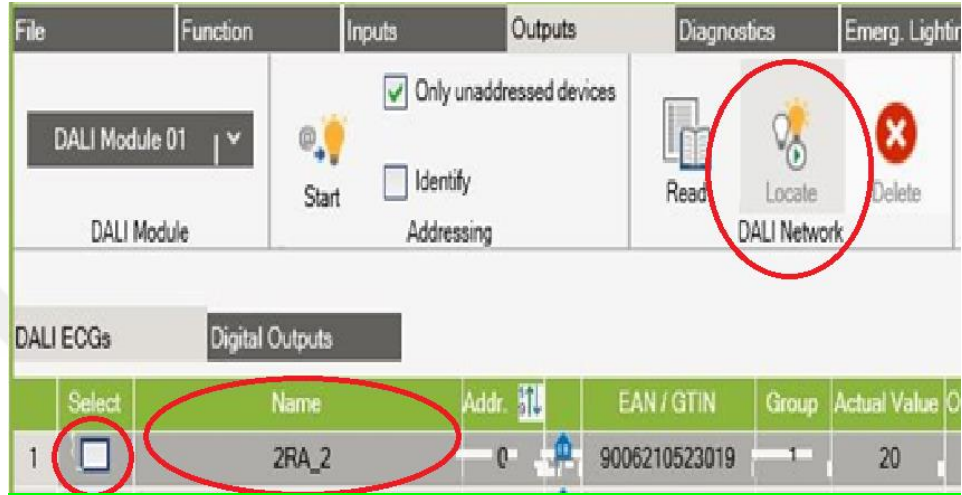 File Function Inputs Outputs Diagnostics Emerg. Lightin
Only unaddressed devices
DALI Module 01
Start
Identify
Read
Locate
Delete
DALI Module
Addressing
DALI Network
DALI ECGs Digital Outputs
Select Name Addr. EAN / GTIN Group Actual Value O
1 2RA_2 0 9006210523019 1 20